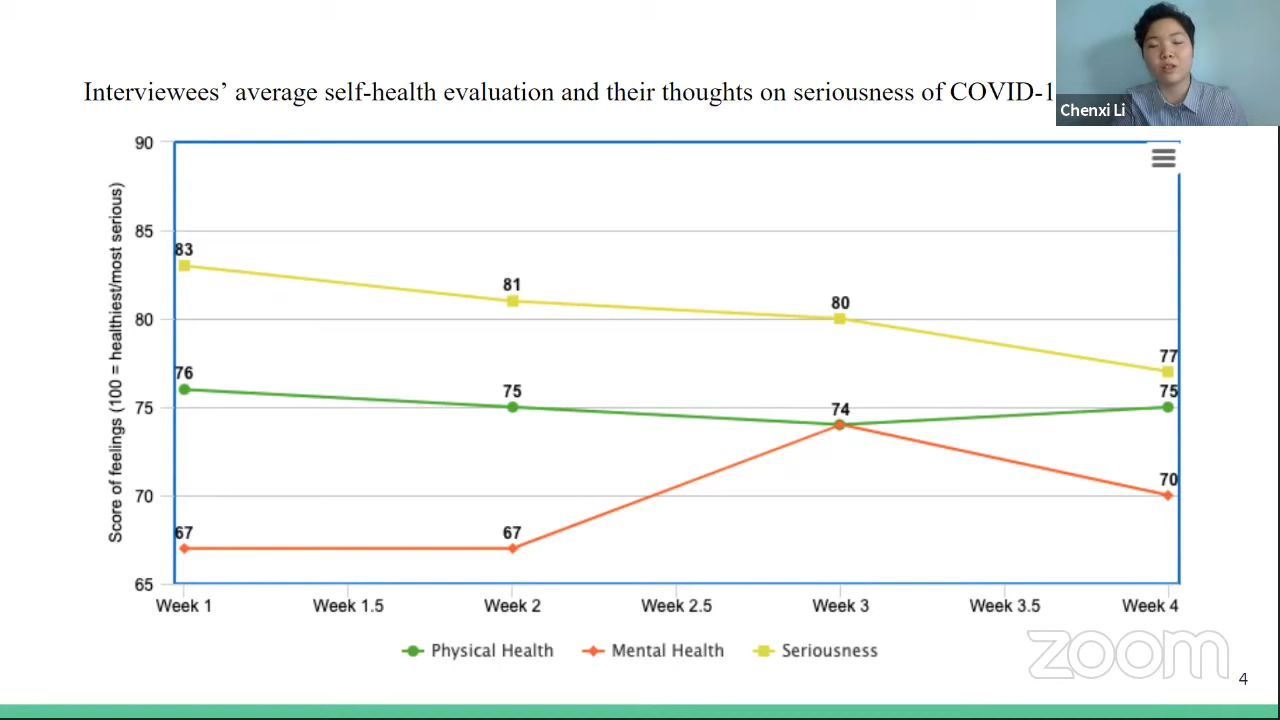 Interviewees’ average self-health evaluation and their thoughts on seriousness of COVID-1
Chenxi Li
Score of feelings (100 = healthiest/most serious)
90
85
80
75
70
65
83
81
80
77
76
75
74
75
67
67
70
Week 1
Week 1.5
Week 2
Week 2.5
Week 3
Week 3.5
Week 4
Physical Health
Mental Health
Seriousness
zoom
4